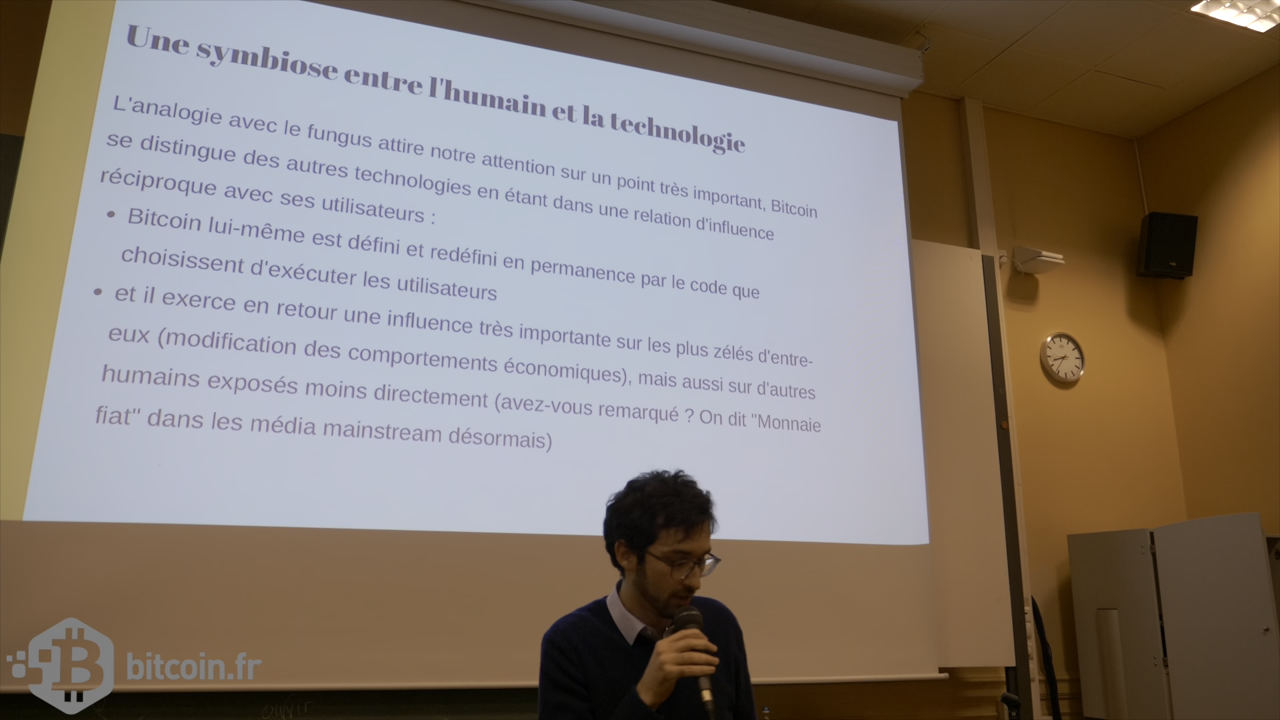 Une symbiose entre l'humain et la technologie
L'analogie avec le fungus attire notre attention sur un point très important, Bitcoin
se distingue des autres technologies en étant dans une relation d'influence
réciproque avec ses utilisateurs :
• Bitcoin lui-même est défini et redéfini en permanence par le code que
choisissent d'exécuter les utilisateurs
• et il exerce en retour une influence très importante sur les plus zélés d'entre-
eux (modification des comportements économiques), mais aussi sur d'autres
humains exposés moins directement (avez-vous remarqué ? On dit "Monnaie
fiat" dans les média mainstream désormais)
bitcoin.fr